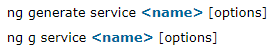 ng generate service <name> [options]
ng g service <name> [options]